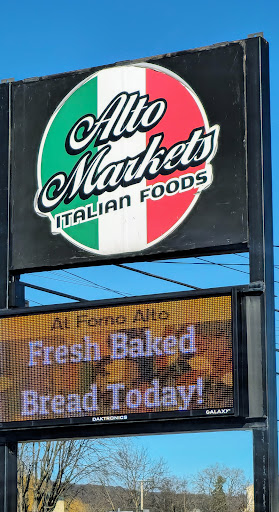 Alto
Markets
ITALIAN FOODS
At Forno Alto
Fresh Baked
Bread Today!
DAKTRONICS
GALAXY